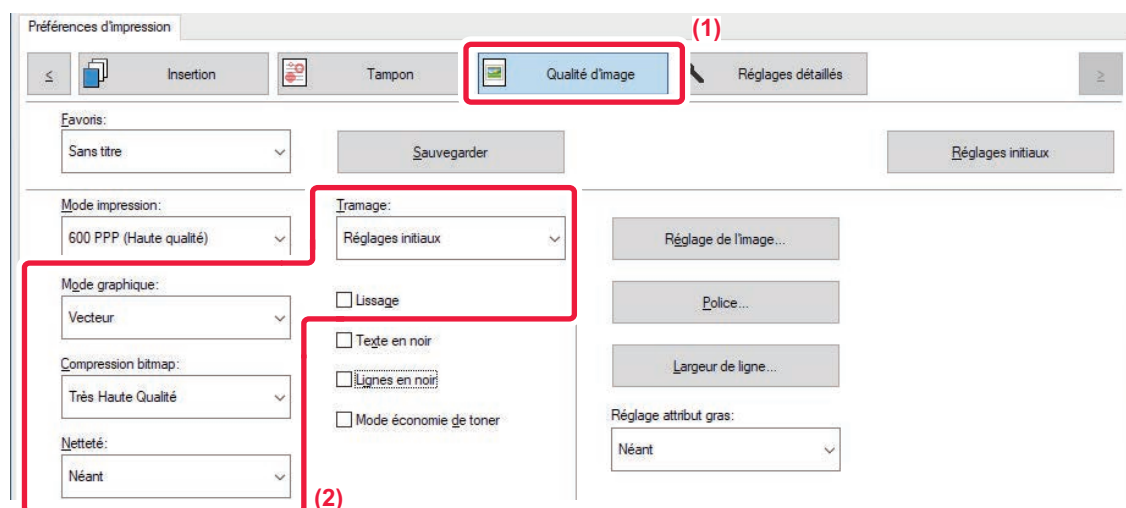 Préférences d'impression
(1)
<
Insertion
Tampon
Qualité d'image
Réglages détaillés
>
Favoris:
Sans titre
Sauvegarder
Réglages initiaux
Mode impression:
600 PPP (Haute qualité)
Tramage:
Réglages initiaux
Réglage de l'image...
Mode graphique:
Vecteur
Lissage
Police...
Texte en noir
Compression bitmap:
Très Haute Qualité
Lignes en noir
Largeur de ligne...
Mode économie de toner
Réglage attribut gras:
Néant
Netteté:
Néant
(2)